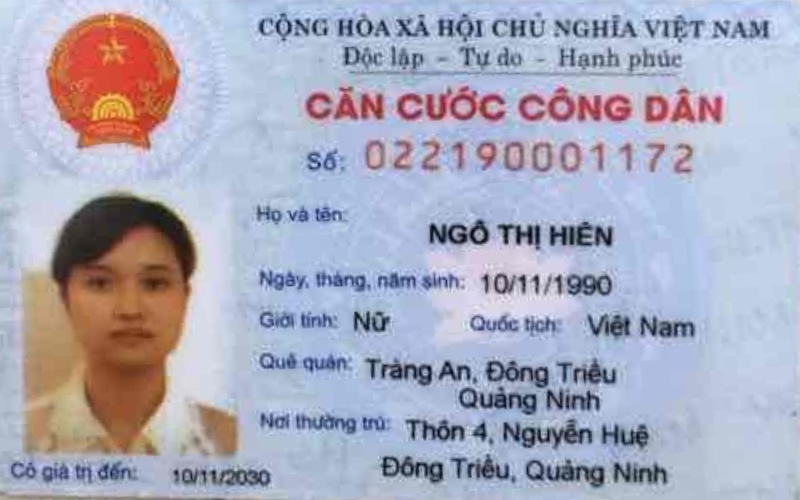 CỘNG HÒA XÃ HỘI CHỦ NGHĨA VIỆT NAM
Độc lập - Tự do - Hạnh phúc
CĂN CƯỚC CÔNG DÂN
Số: 022190001172
Họ và tên:
NGÔ THỊ HIÊN
Ngày, tháng, năm sinh: 10/11/1990
Giới tính: Nữ Quốc tịch: Việt Nam
Quê quán: Tràng An, Đông Triều
Quảng Ninh
Nơi thường trú: Thôn 4, Nguyễn Huệ
Đông Triều, Quảng Ninh
Có giá trị đến: 10/11/2030